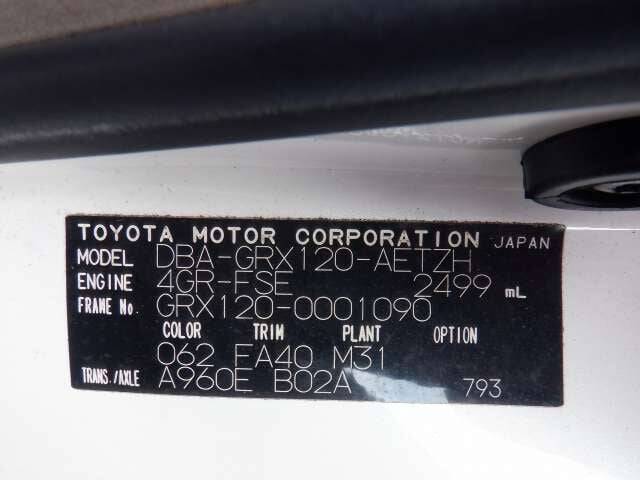 TOYOTA MOTOR CORPORATION JAPAN
MODEL DBA-GRX120-AETZH
ENGINE 4GR-FSE 2499 mL
FRAME No. GRX120-0001090
COLOR TRIM PLANT OPTION
062 FA40 M31
TRANS./AXLE A960E B02A 793